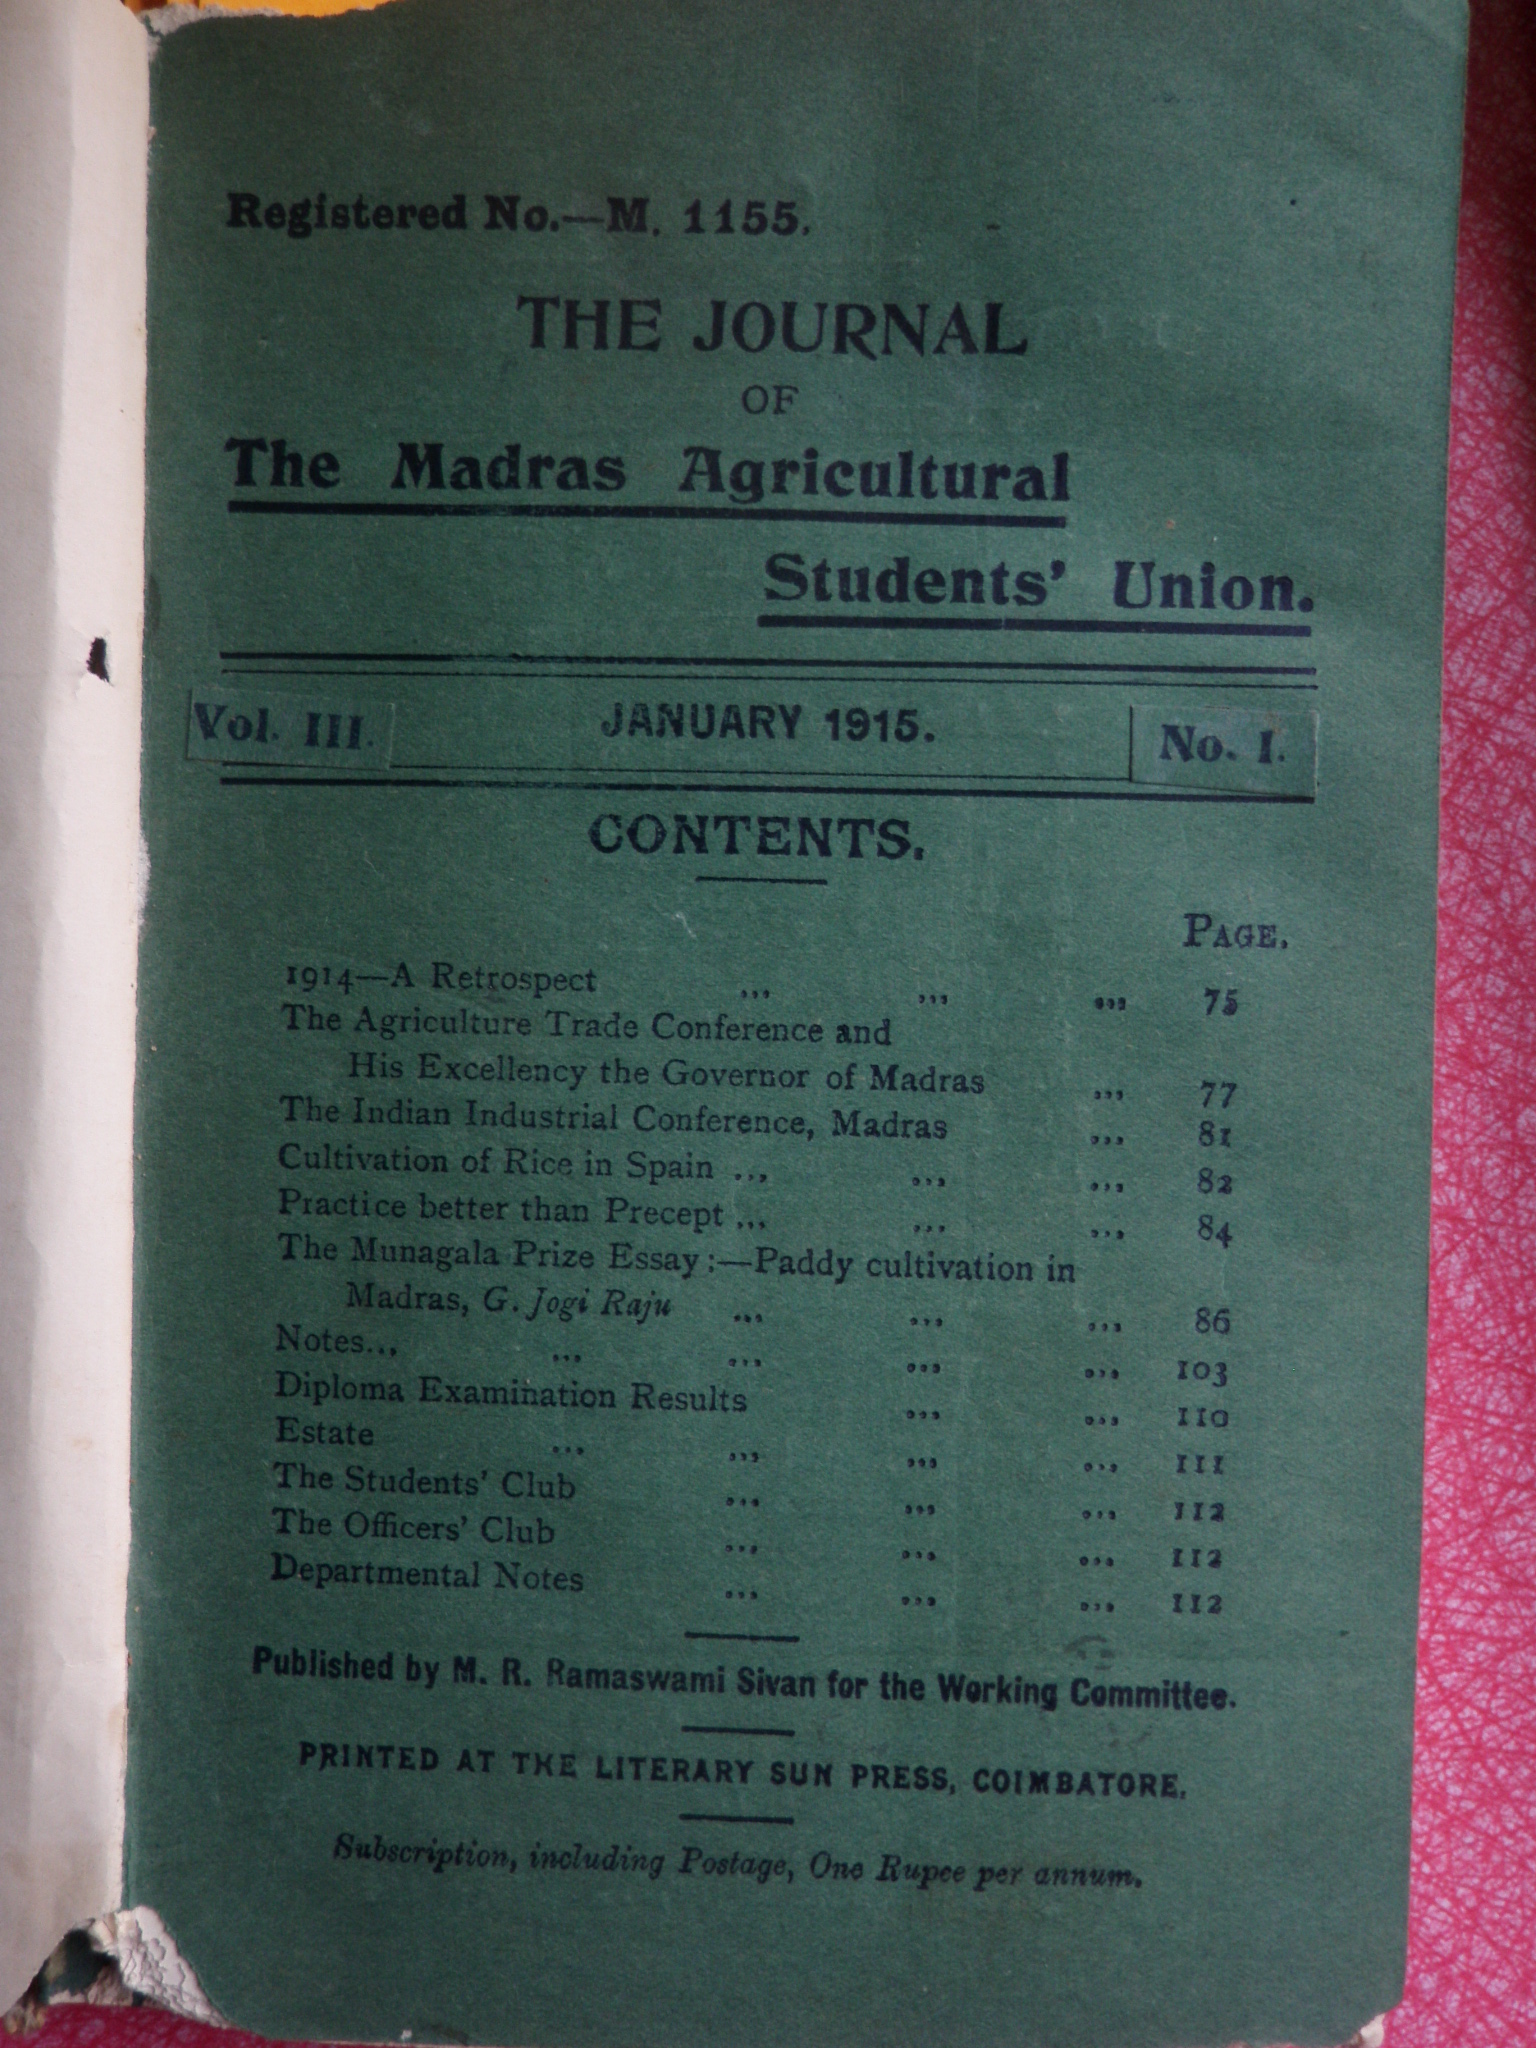 Registered No.—M. 1155.
THE JOURNAL
OF
The Madras Agricultural
Students' Union.
Vol. III. JANUARY 1915. No. 1.
CONTENTS.
PAGE.
1914—A Retrospect ... ... ... 75
The Agriculture Trade Conference and
His Excellency the Governor of Madras ... 77
The Indian Industrial Conference, Madras ... 81
Cultivation of Rice in Spain ... ... ... 82
Practice better than Precept ... ... ... 84
The Munagala Prize Essay:—Paddy cultivation in
Madras, G. Jogi Raju ... ... ... 86
Notes... ... ... ... ... 103
Diploma Examination Results ... ... 110
Estate ... ... ... ... 111
The Students' Club ... ... ... 112
The Officers' Club ... ... ... 112
Departmental Notes ... ... ... 112
Published by M. R. Ramaswami Sivan for the Working Committee.
PRINTED AT THE LITERARY SUN PRESS, COIMBATORE.
Subscription, including Postage, One Rupee per annum.